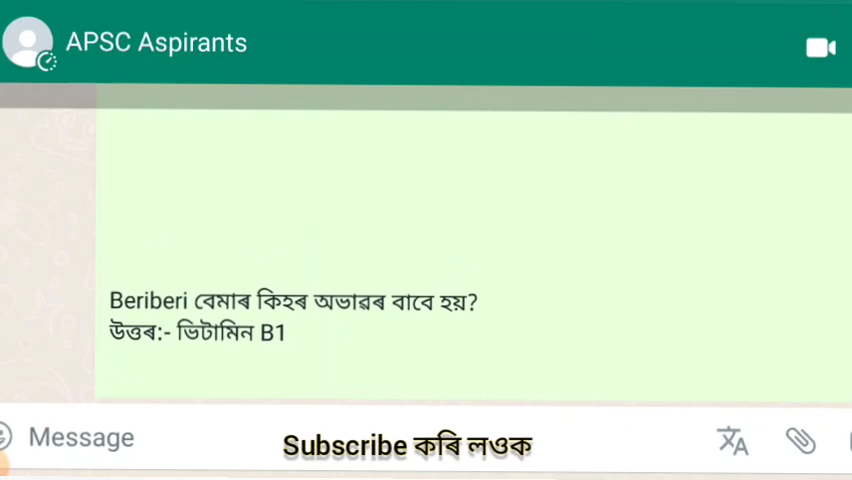 APSC Aspirants
Beriberi বেমাৰ কিহৰ অভাৱৰ বাবে হয়?
উত্তৰ:- ভিটামিন B1
Message
Subscribe কৰি লওক